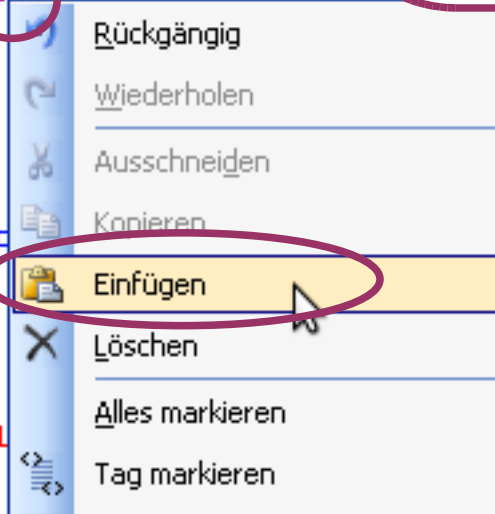 Rückgängig
Wiederholen
Ausschneiden
Kopieren
Einfügen
Löschen
Alles markieren
Tag markieren